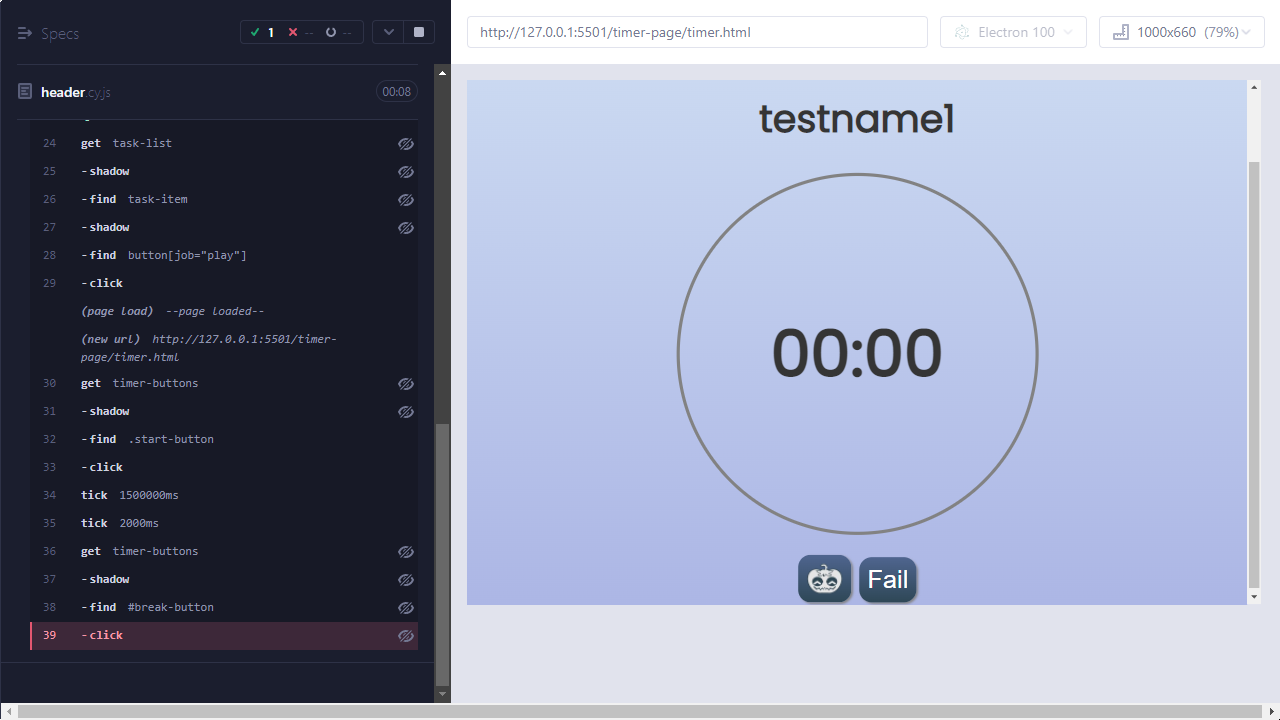 Specs
1
--
--
http://127.0.0.1:5501/timer-page/timer.html
Electron 100
1000x660 (79%)
header.cy.js
00:08
24 get task-list
25 -shadow
26 -find task-item
27 -shadow
28 -find button[job="play"]
29 -click
(page load) --page loaded--
(new url) http://127.0.0.1:5501/timer-
page/timer.html
30 get timer-buttons
31 -shadow
32 -find .start-button
33 -click
34 tick 1500000ms
35 tick 2000ms
36 get timer-buttons
37 -shadow
38 -find #break-button
39 -click
testname1
00:00
Fail